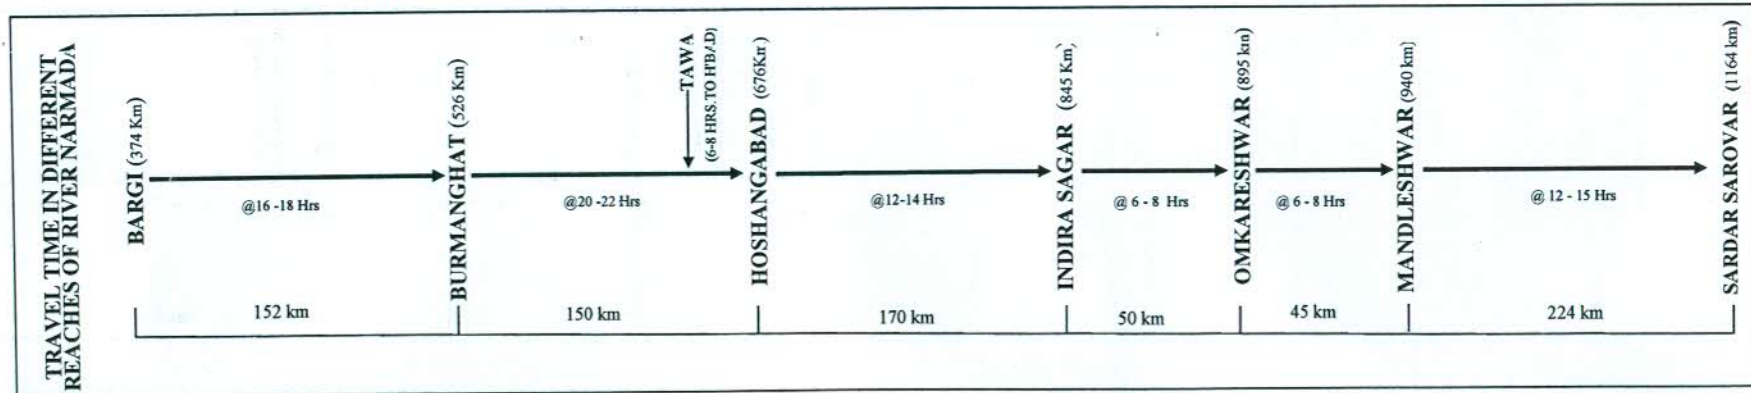 TRAVEL TIME IN DIFFERENT
REACHES OF RIVER NARMADA
BARGI (374 Km)
@16 -18 Hrs
BURMANGHAT (526 Km)
@20 -22 Hrs
TAWA
(6-8 HRS.TO H'BAD)
HOSHANGABAD (676Km)
@12-14 Hrs
INDIRA SAGAR (845 Km)
@ 6 - 8 Hrs
OMKARESHWAR (895 km)
@ 6 - 8 Hrs
MANDLESHWAR (940 km)
@ 12 - 15 Hrs
SARDAR SAROVAR (1164 km)
152 km
150 km
170 km
50 km
45 km
224 km